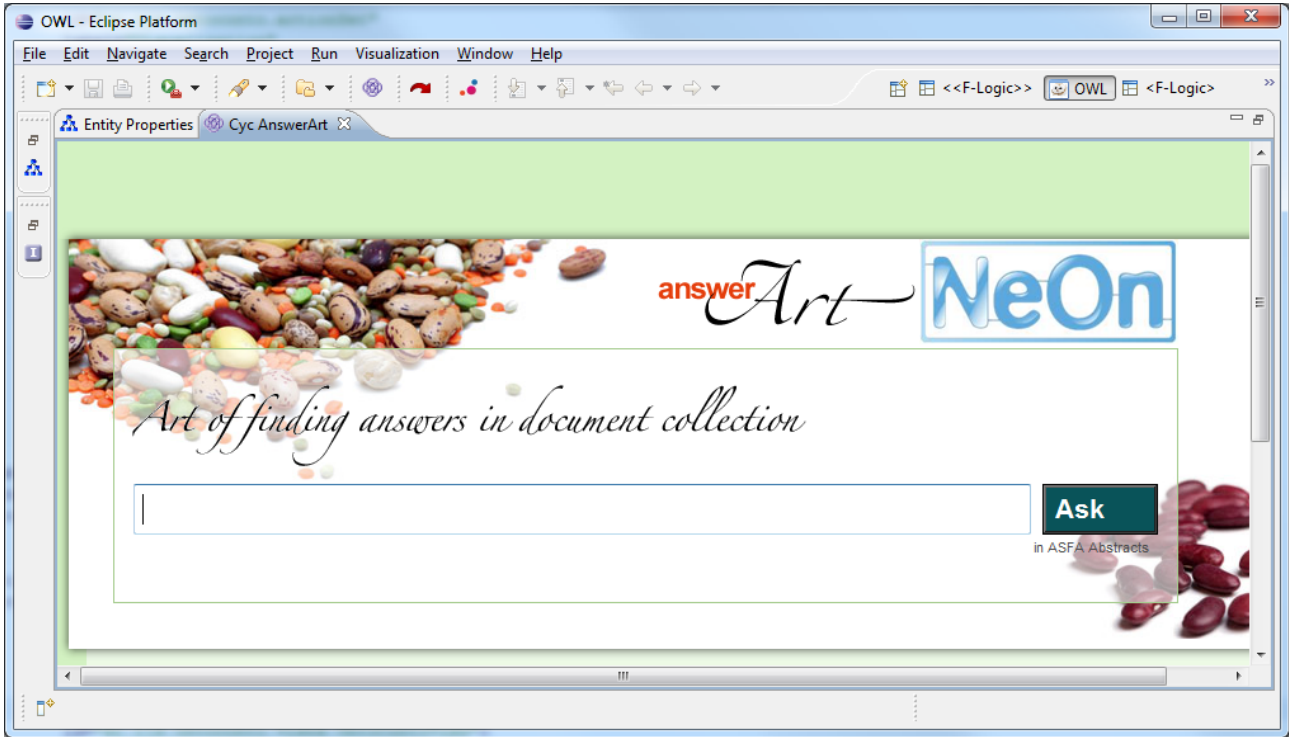 OWL - Eclipse Platform
File Edit Navigate Search Project Run Visualization Window Help
<<F-Logic>> OWL <F-Logic> »
Entity Properties Cyc AnswerArt
answerArt NeOn
Art of finding answers in document collection
Ask
in ASFA Abstracts